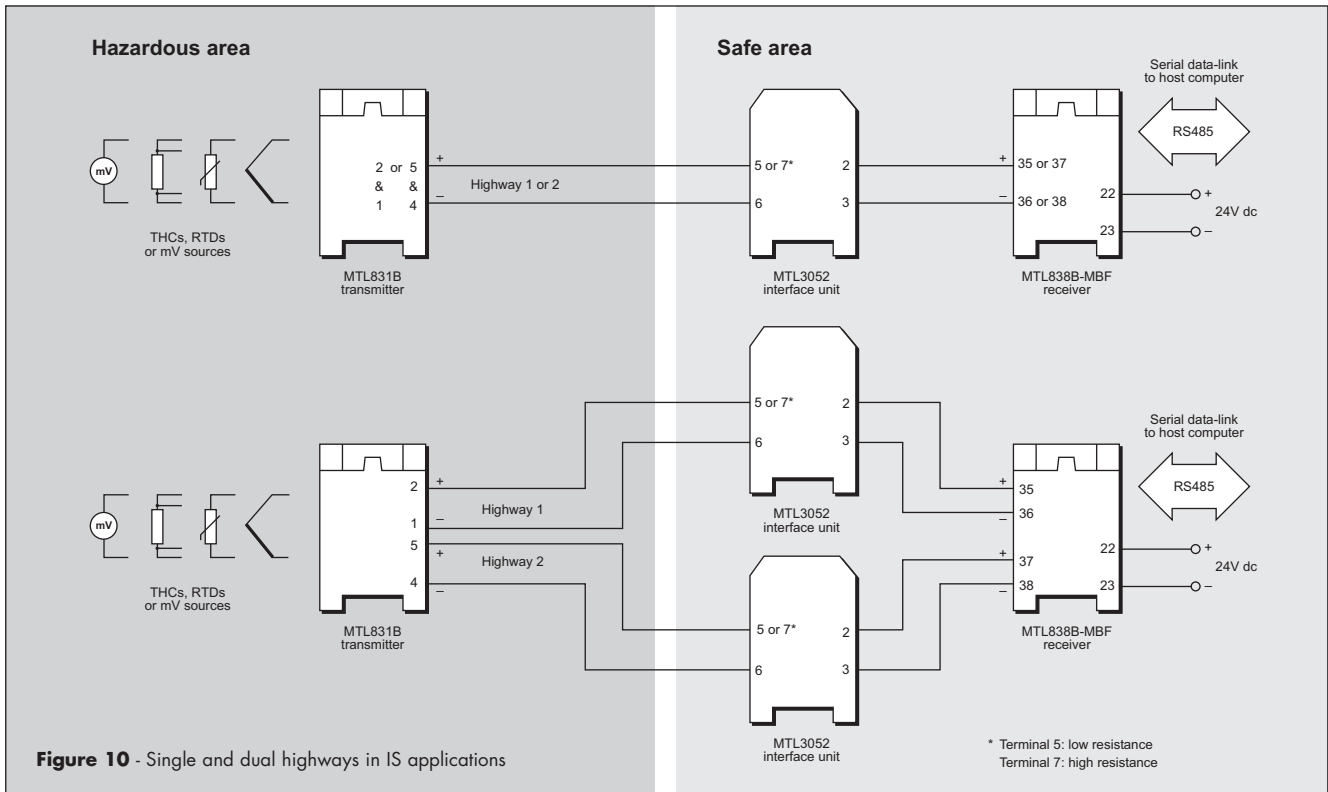 Hazardous area
Safe area
Serial data-link
to host computer
RS485
mV
THCs, RTDs
or mV sources
2 or 5
& &
1 4
+
–
Highway 1 or 2
MTL831B
transmitter
5 or 7*
6
2
3
MTL3052
interface unit
+
–
35 or 37
36 or 38
22
23
+
24V dc
–
MTL838B-MBF
receiver
mV
THCs, RTDs
or mV sources
2
1
5
4
+
–
+
–
Highway 1
Highway 2
MTL831B
transmitter
5 or 7*
6
2
3
MTL3052
interface unit
5 or 7*
6
2
3
MTL3052
interface unit
+
–
+
–
35
36
37
38
22
23
+
24V dc
–
MTL838B-MBF
receiver
Serial data-link
to host computer
RS485
Figure 10 - Single and dual highways in IS applications
* Terminal 5: low resistance
Terminal 7: high resistance